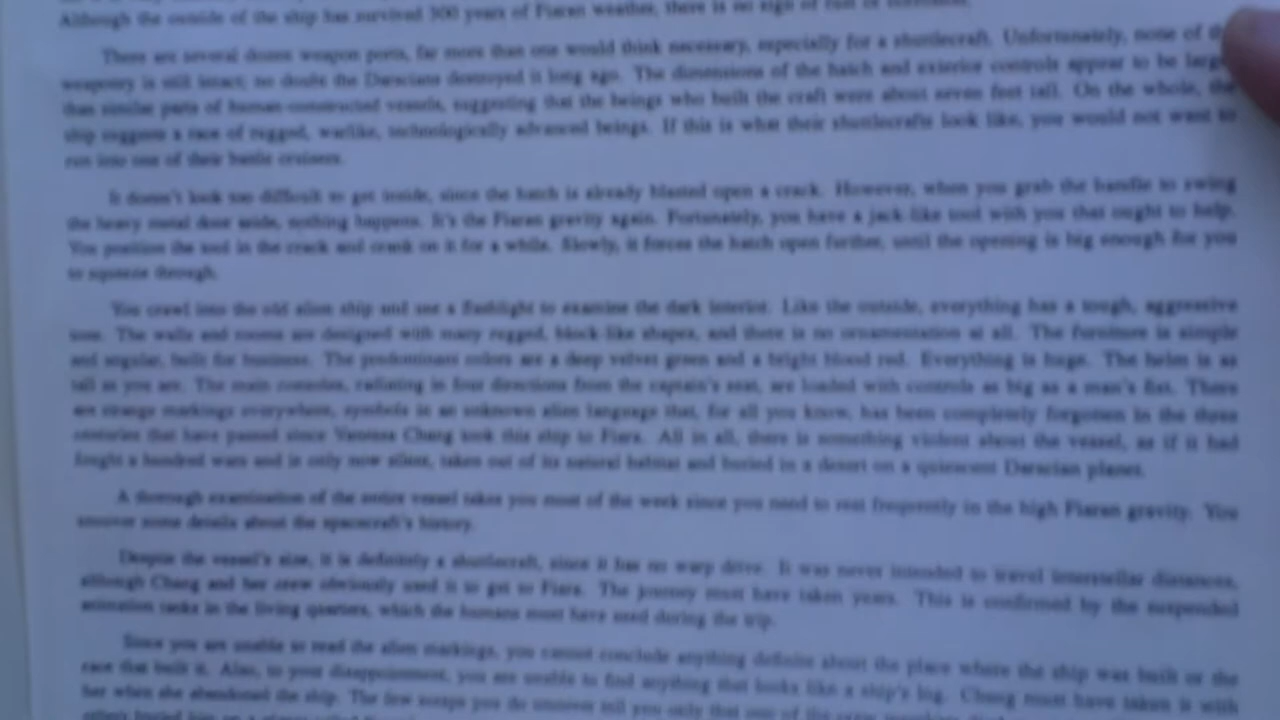 Although the outside of the ship has survived 300 years of Fiaran weather, there is no sign of rust or
There are several dozen weapon ports, far more than one would think necessary, especially for a shuttlecraft. Unfortunately, none of the
weaponry is still intact; no doubt the Daracians destroyed it long ago. The dimensions of the hatch and exterior controls appear to be larger
than similar parts of human-constructed vessels, suggesting that the beings who built the craft were about seven feet tall. On the whole, the
ship suggests a race of rugged, warlike, technologically advanced beings. If this is what their shuttlecrafts look like, you would not want to
run into one of their battle cruisers.
It doesn't look too difficult to get inside, since the hatch is already blasted open a crack. However, when you grab the handle to swing
the heavy metal door aside, nothing happens. It's the Fiaran gravity again. Fortunately, you have a jack-like tool with you that ought to help.
You position the tool in the crack and crank on it for a while. Slowly, it forces the hatch open further, until the opening is big enough for you
to squeeze through.
You crawl into the old alien ship and use a flashlight to examine the dark interior. Like the outside, everything has a tough, aggressive
tone. The walls and rooms are designed with many rugged, block-like shapes, and there is no ornamentation at all. The furniture is simple
and angular, built for business. The predominant colors are a deep velvet green and a bright blood red. Everything is huge. The helm is as
tall as you are. The main consoles, radiating in four directions from the captain's seat, are loaded with controls as big as a man's fist. There
are strange markings everywhere, symbols in an unknown alien language that, for all you know, has been completely forgotten in the three
centuries that have passed since Vanessa Chang took this ship to Fiara. All in all, there is something violent about the vessel, as if it had
fought a hundred wars and is only now silent, taken out of its natural habitat and buried in a desert on a quiescent Daracian planet.
A thorough examination of the entire vessel takes you most of the week since you need to rest frequently in the high Fiaran gravity. You
uncover some details about the spacecraft's history.
Despite the vessel's size, it is definitely a shuttlecraft, since it has no warp drive. It was never intended to travel interstellar distances,
although Chang and her crew obviously used it to get to Fiara. The journey must have taken years. This is confirmed by the suspended
animation tanks in the living quarters, which the humans must have used during the trip.
Since you are unable to read the alien markings, you cannot conclude anything definite about the place where the ship was built or the
race that built it. Also, to your disappointment, you are unable to find anything that looks like a ship's log. Chang must have taken it with
her when she abandoned the ship. The few scraps you do uncover tell you only that one of the crew